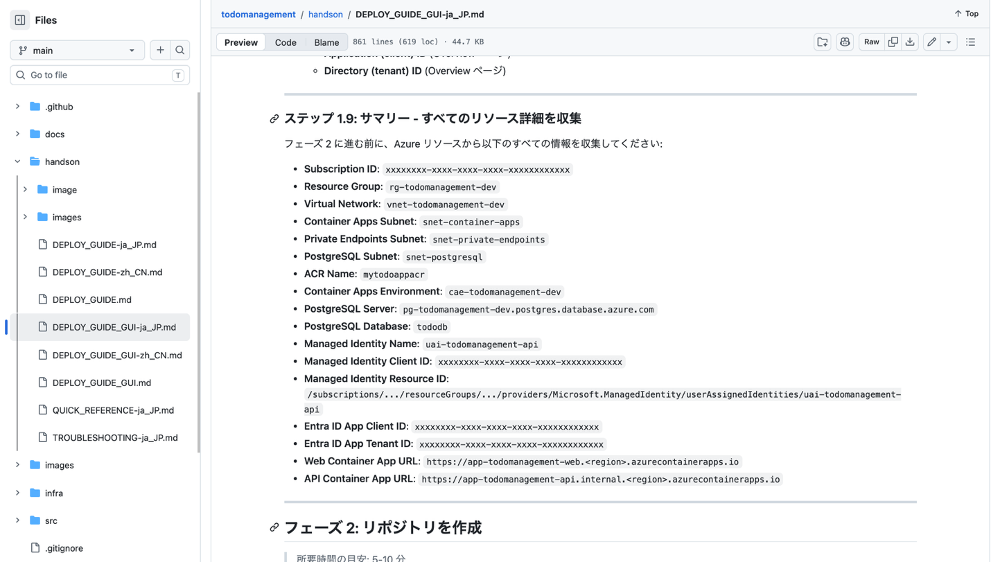 Files
main
Go to file
T
.github
docs
handson
image
images
DEPLOY_GUIDE-ja_JP.md
DEPLOY_GUIDE-zh_CN.md
DEPLOY_GUIDE.md
DEPLOY_GUIDE_GUI-ja_JP.md
DEPLOY_GUIDE_GUI-zh_CN.md
DEPLOY_GUIDE_GUI.md
QUICK_REFERENCE-ja_JP.md
TROUBLESHOOTING-ja_JP.md
images
infra
src
.gitignore
todomanagement / handson / DEPLOY_GUIDE_GUI-ja_JP.md
Top
Preview Code Blame 861 lines (619 loc) · 44.7 KB
Raw
Directory (tenant) ID (Overview ページ)
ステップ 1.9: サマリー - すべてのリソース詳細を収集
フェーズ 2 に進む前に、Azure リソースから以下のすべての情報を収集してください:
Subscription ID: xxxxxxxx-xxxx-xxxx-xxxx-xxxxxxxxxxxx
Resource Group: rg-todomanagement-dev
Virtual Network: vnet-todomanagement-dev
Container Apps Subnet: snet-container-apps
Private Endpoints Subnet: snet-private-endpoints
PostgreSQL Subnet: snet-postgresql
ACR Name: mytodoappacr
Container Apps Environment: cae-todomanagement-dev
PostgreSQL Server: pg-todomanagement-dev.postgres.database.azure.com
PostgreSQL Database: tododb
Managed Identity Name: uai-todomanagement-api
Managed Identity Client ID: xxxxxxxx-xxxx-xxxx-xxxx-xxxxxxxxxxxx
Managed Identity Resource ID:
/subscriptions/.../resourceGroups/.../providers/Microsoft.ManagedIdentity/userAssignedIdentities/uai-todomanagement-
api
Entra ID App Client ID: xxxxxxxx-xxxx-xxxx-xxxx-xxxxxxxxxxxx
Entra ID App Tenant ID: xxxxxxxx-xxxx-xxxx-xxxx-xxxxxxxxxxxx
Web Container App URL: https://app-todomanagement-web.<region>.azurecontainerapps.io
API Container App URL: https://app-todomanagement-api.internal.<region>.azurecontainerapps.io
フェーズ 2: リポジトリを作成
所要時間の目安: 5-10 分